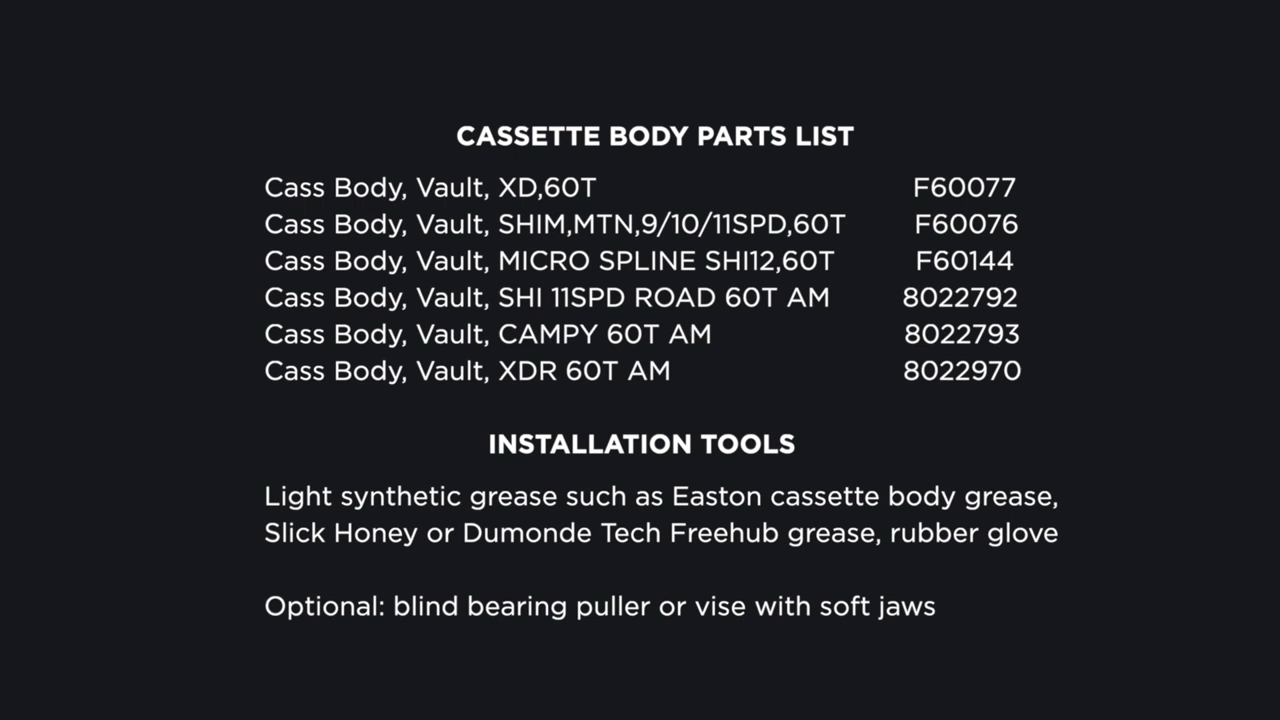 CASSETTE BODY PARTS LIST
Cass Body, Vault, XD,60T F60077
Cass Body, Vault, SHIM,MTN,9/10/11SPD,60T F60076
Cass Body, Vault, MICRO SPLINE SHI12,60T F60144
Cass Body, Vault, SHI 11SPD ROAD 60T AM 8022792
Cass Body, Vault, CAMPY 60T AM 8022793
Cass Body, Vault, XDR 60T AM 8022970
INSTALLATION TOOLS
Light synthetic grease such as Easton cassette body grease,
Slick Honey or Dumonde Tech Freehub grease, rubber glove
Optional: blind bearing puller or vise with soft jaws